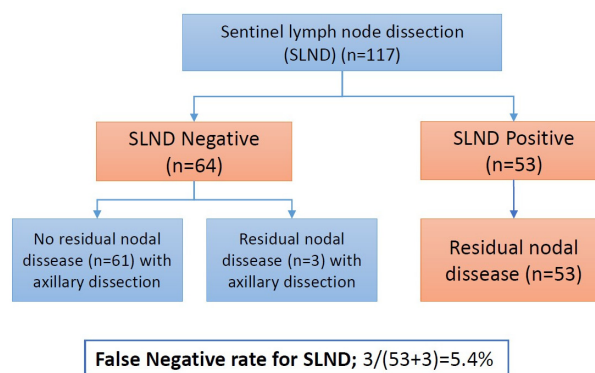 Sentinel lymph node dissection
(SLND) (n=117)
SLND Negative
(n=64)
SLND Positive
(n=53)
No residual nodal
disease (n=61) with
axillary dissection
Residual nodal
disease (n=3) with
axillary dissection
Residual nodal
dissease (n=53)
False Negative rate for SLND; 3/(53+3)=5.4%